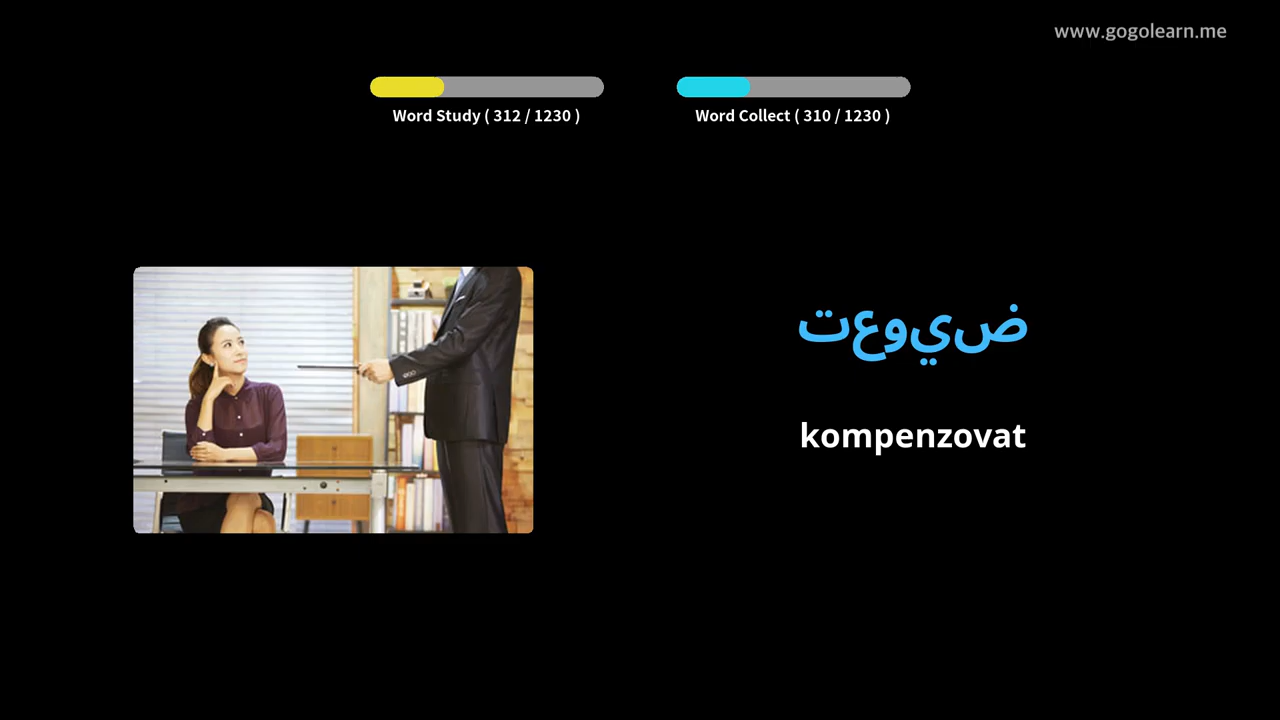 www.gogolearn.me
Word Study ( 312 / 1230 )
Word Collect ( 310 / 1230 )
تعويض
kompenzovat